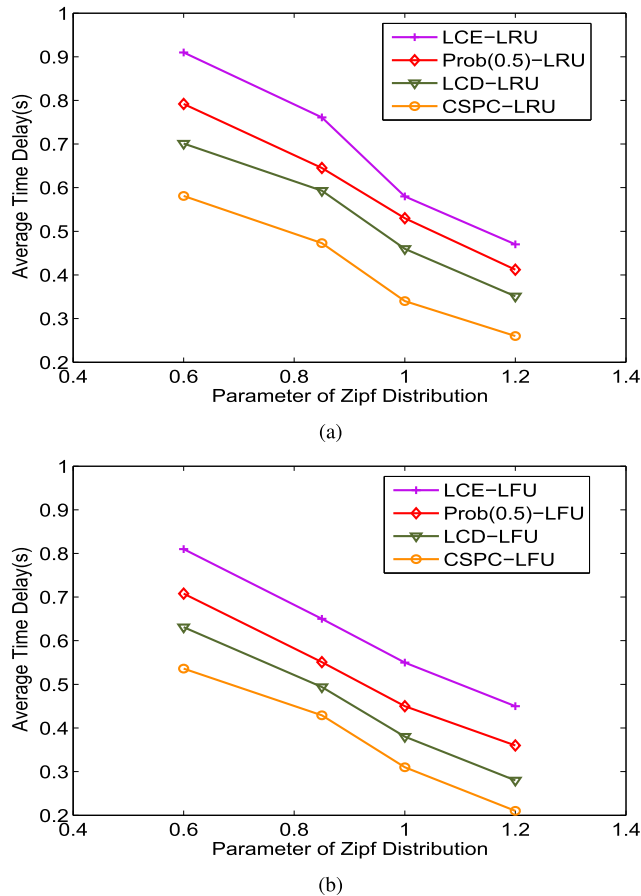 1
0.9
0.8
0.7
0.6
0.5
0.4
0.3
0.2
Average Time Delay(s)
LCE−LRU
Prob(0.5)−LRU
LCD−LRU
CSPC−LRU
0.4 0.6 0.8 1 1.2 1.4
Parameter of Zipf Distribution
(a)
1
0.9
0.8
0.7
0.6
0.5
0.4
0.3
0.2
Average Time Delay(s)
LCE−LFU
Prob(0.5)−LFU
LCD−LFU
CSPC−LFU
0.4 0.6 0.8 1 1.2 1.4
Parameter of Zipf Distribution
(b)